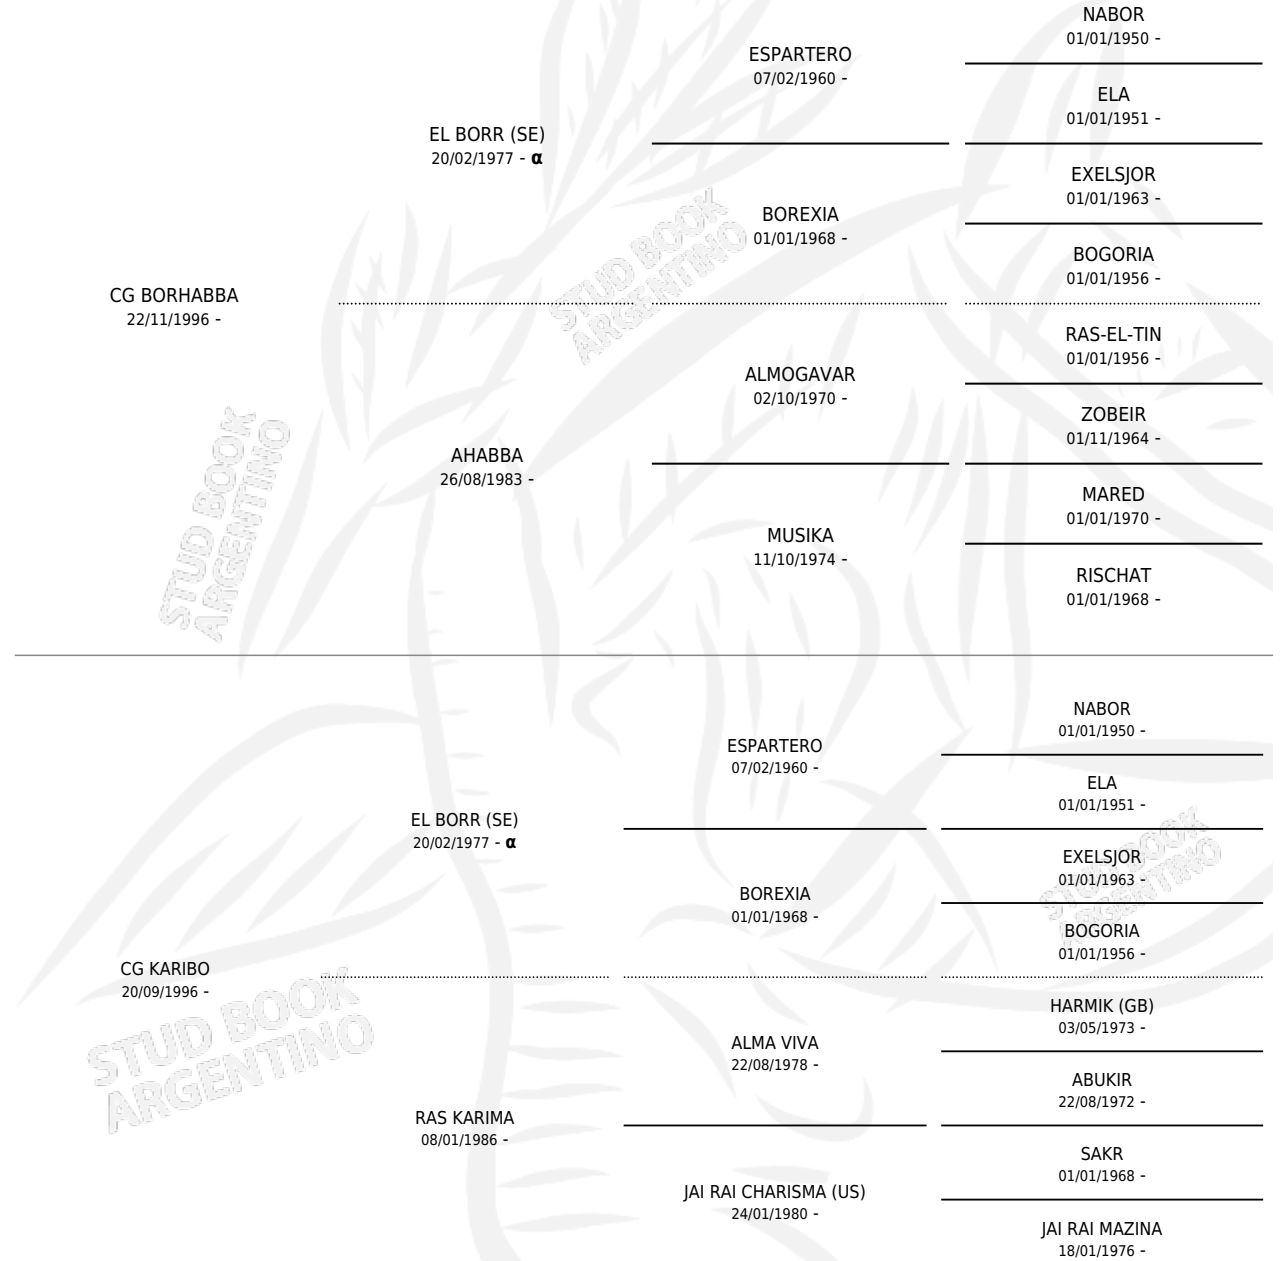 NABOR
01/01/1950 -
ESPARTERO
07/02/1960 -
ELA
01/01/1951 -
EL BORR (SE)
20/02/1977 - α
EXELSJOR
01/01/1963 -
BOREXIA
01/01/1968 -
BOGORIA
01/01/1956 -
CG BORHABBA
22/11/1996 -
RAS-EL-TIN
01/01/1956 -
ALMOGAVAR
02/10/1970 -
ZOBEIR
01/11/1964 -
AHABBA
26/08/1983 -
MARED
01/01/1970 -
MUSIKA
11/10/1974 -
RISCHAT
01/01/1968 -
STUD BOOK
ARGENTINO
STUD BOOK
ARGENTINO
NABOR
01/01/1950 -
ESPARTERO
07/02/1960 -
ELA
01/01/1951 -
EL BORR (SE)
20/02/1977 - α
EXELSJOR
01/01/1963 -
BOREXIA
01/01/1968 -
BOGORIA
01/01/1956 -
CG KARIBO
20/09/1996 -
HARMIK (GB)
03/05/1973 -
ALMA VIVA
22/08/1978 -
ABUKIR
22/08/1972 -
RAS KARIMA
08/01/1986 -
SAKR
01/01/1968 -
JAI RAI CHARISMA (US)
24/01/1980 -
JAI RAI MAZINA
18/01/1976 -
STUD BOOK
ARGENTINO
STUD BOOK
ARGENTINO